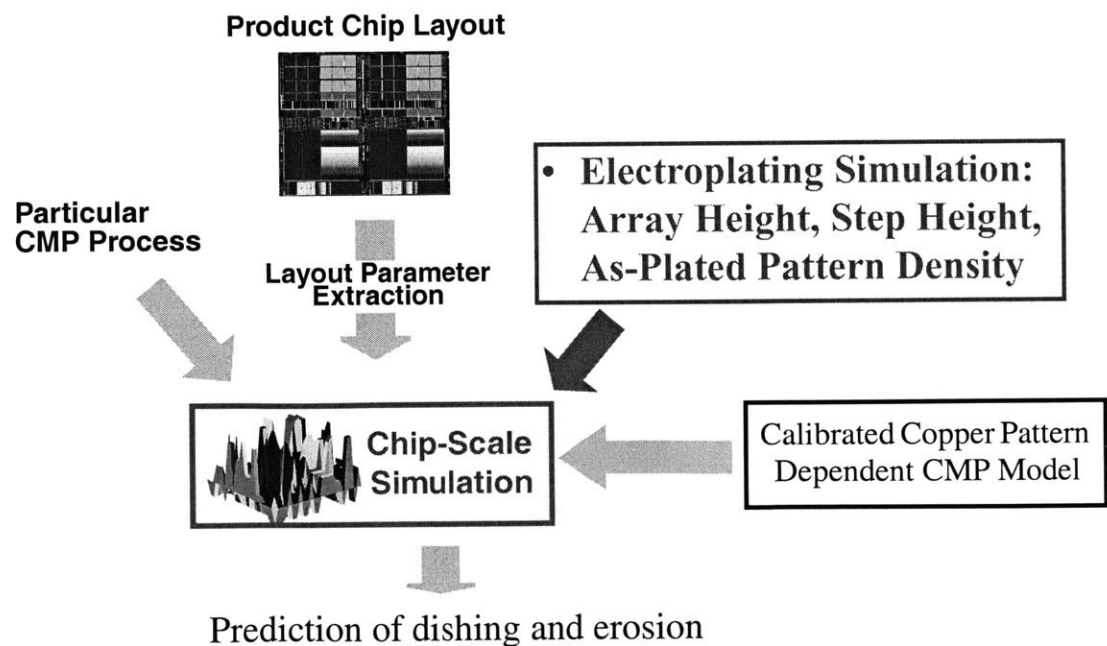 Product Chip Layout
Particular
CMP Process
Layout Parameter
Extraction
• Electroplating Simulation:
Array Height, Step Height,
As-Plated Pattern Density
Chip-Scale
Simulation
Calibrated Copper Pattern
Dependent CMP Model
Prediction of dishing and erosion